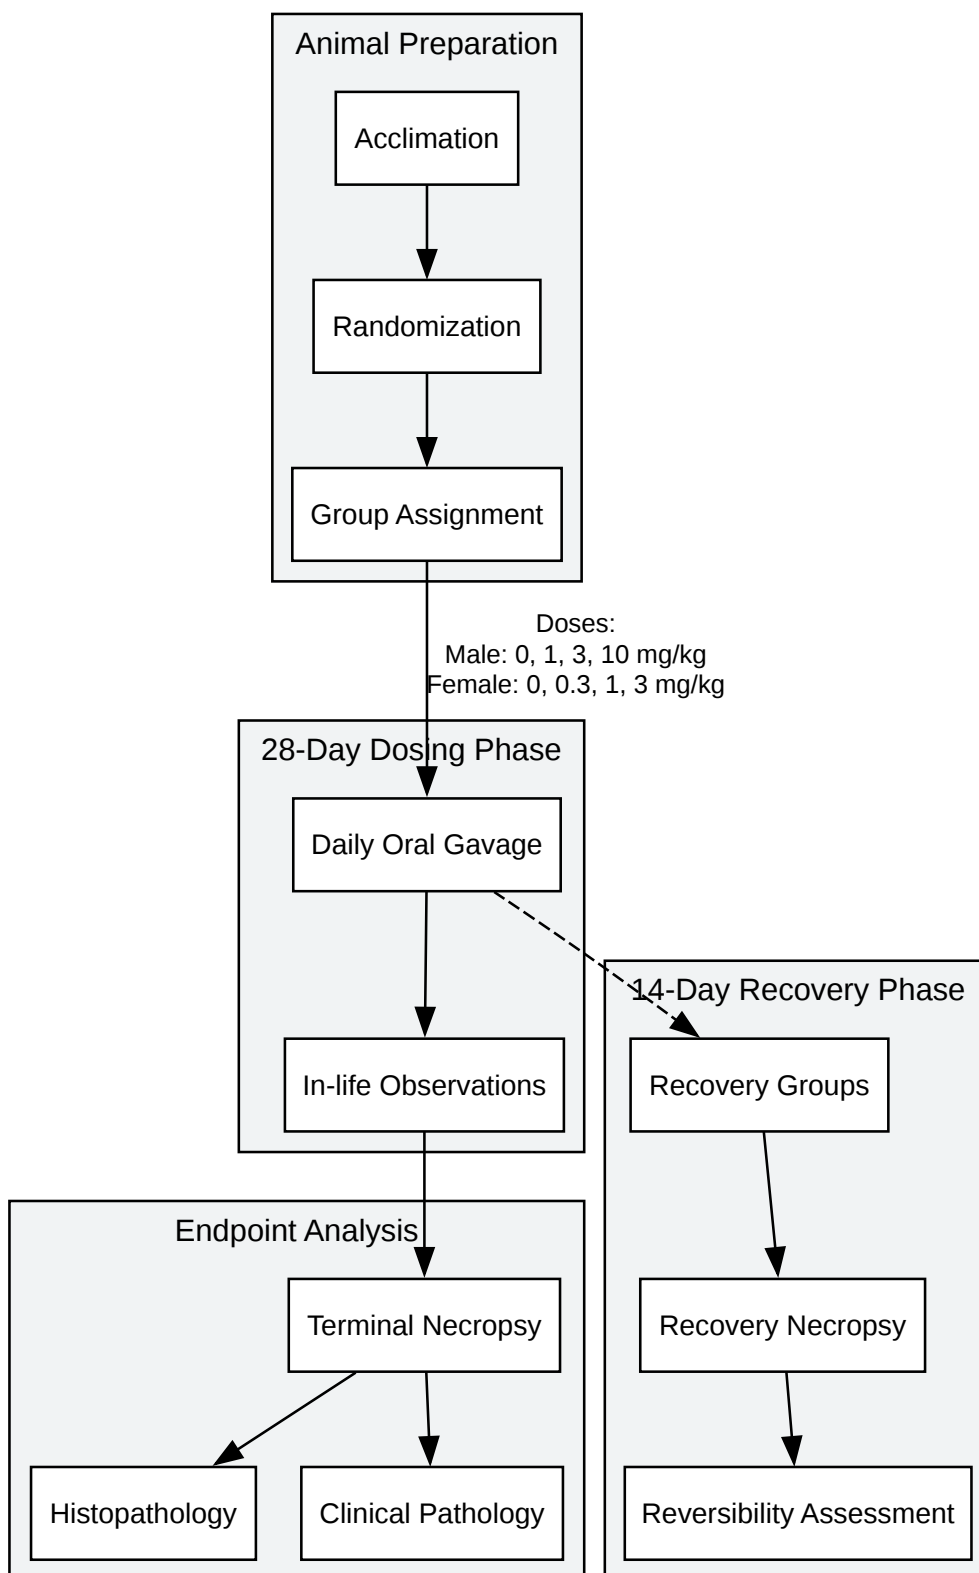 Animal Preparation
Acclimation
Randomization
Group Assignment
Doses:
Male: 0, 1, 3, 10 mg/kg
Female: 0, 0.3, 1, 3 mg/kg
28-Day Dosing Phase
Daily Oral Gavage
14-Day Recovery Phase
In-life Observations
Recovery Groups
Endpoint Analysis
Terminal Necropsy
Recovery Necropsy
Histopathology
Clinical Pathology
Reversibility Assessment